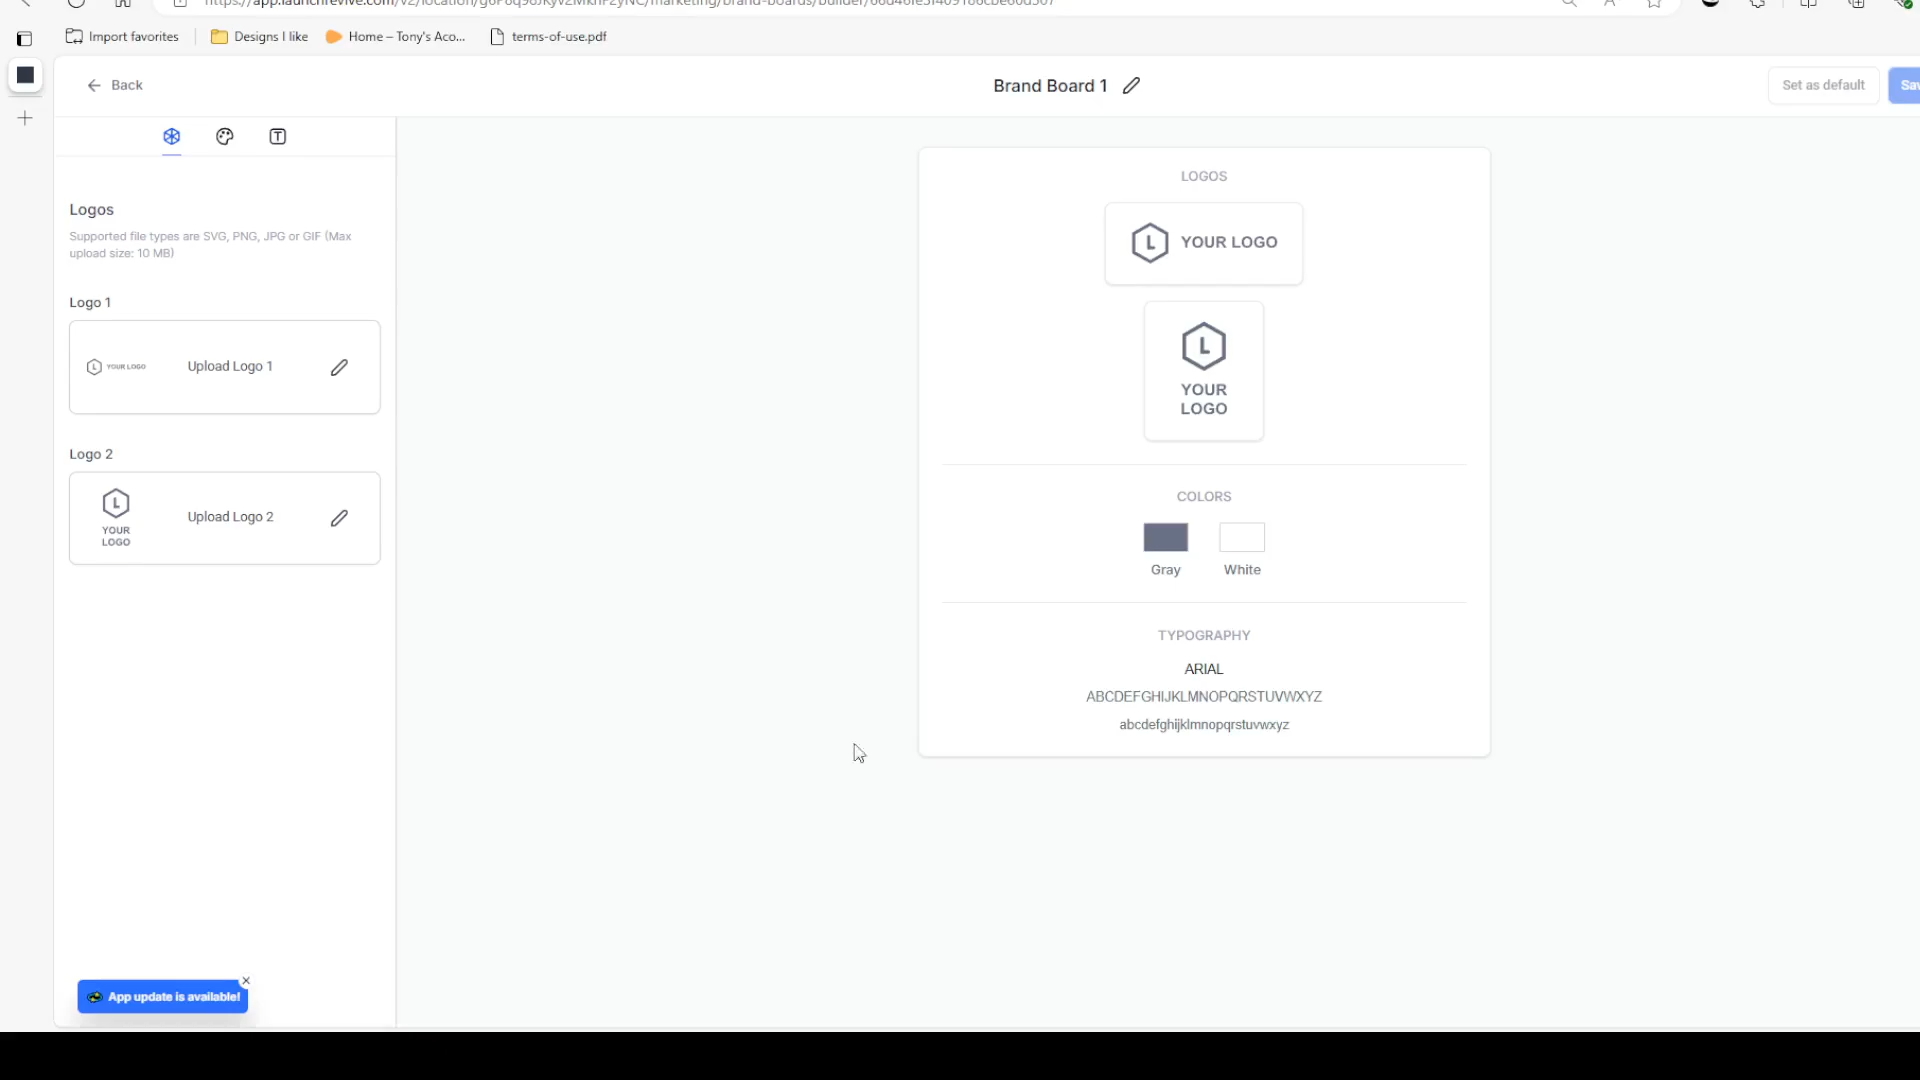 Import favorites
Designs I like
Home – Tony's Aco...
terms-of-use.pdf
Back
Brand Board 1
Set as default
Logos
Supported file types are SVG, PNG, JPG or GIF (Max
upload size: 10 MB)
Logo 1
YOUR LOGO
Upload Logo 1
Logo 2
L
YOUR
LOGO
Upload Logo 2
App update is available!
LOGOS
L YOUR LOGO
L
YOUR
LOGO
COLORS
Gray
White
TYPOGRAPHY
ARIAL
ABCDEFGHIJKLMNOPQRSTUVWXYZ
abcdefghijklmnopqrstuvwxyz